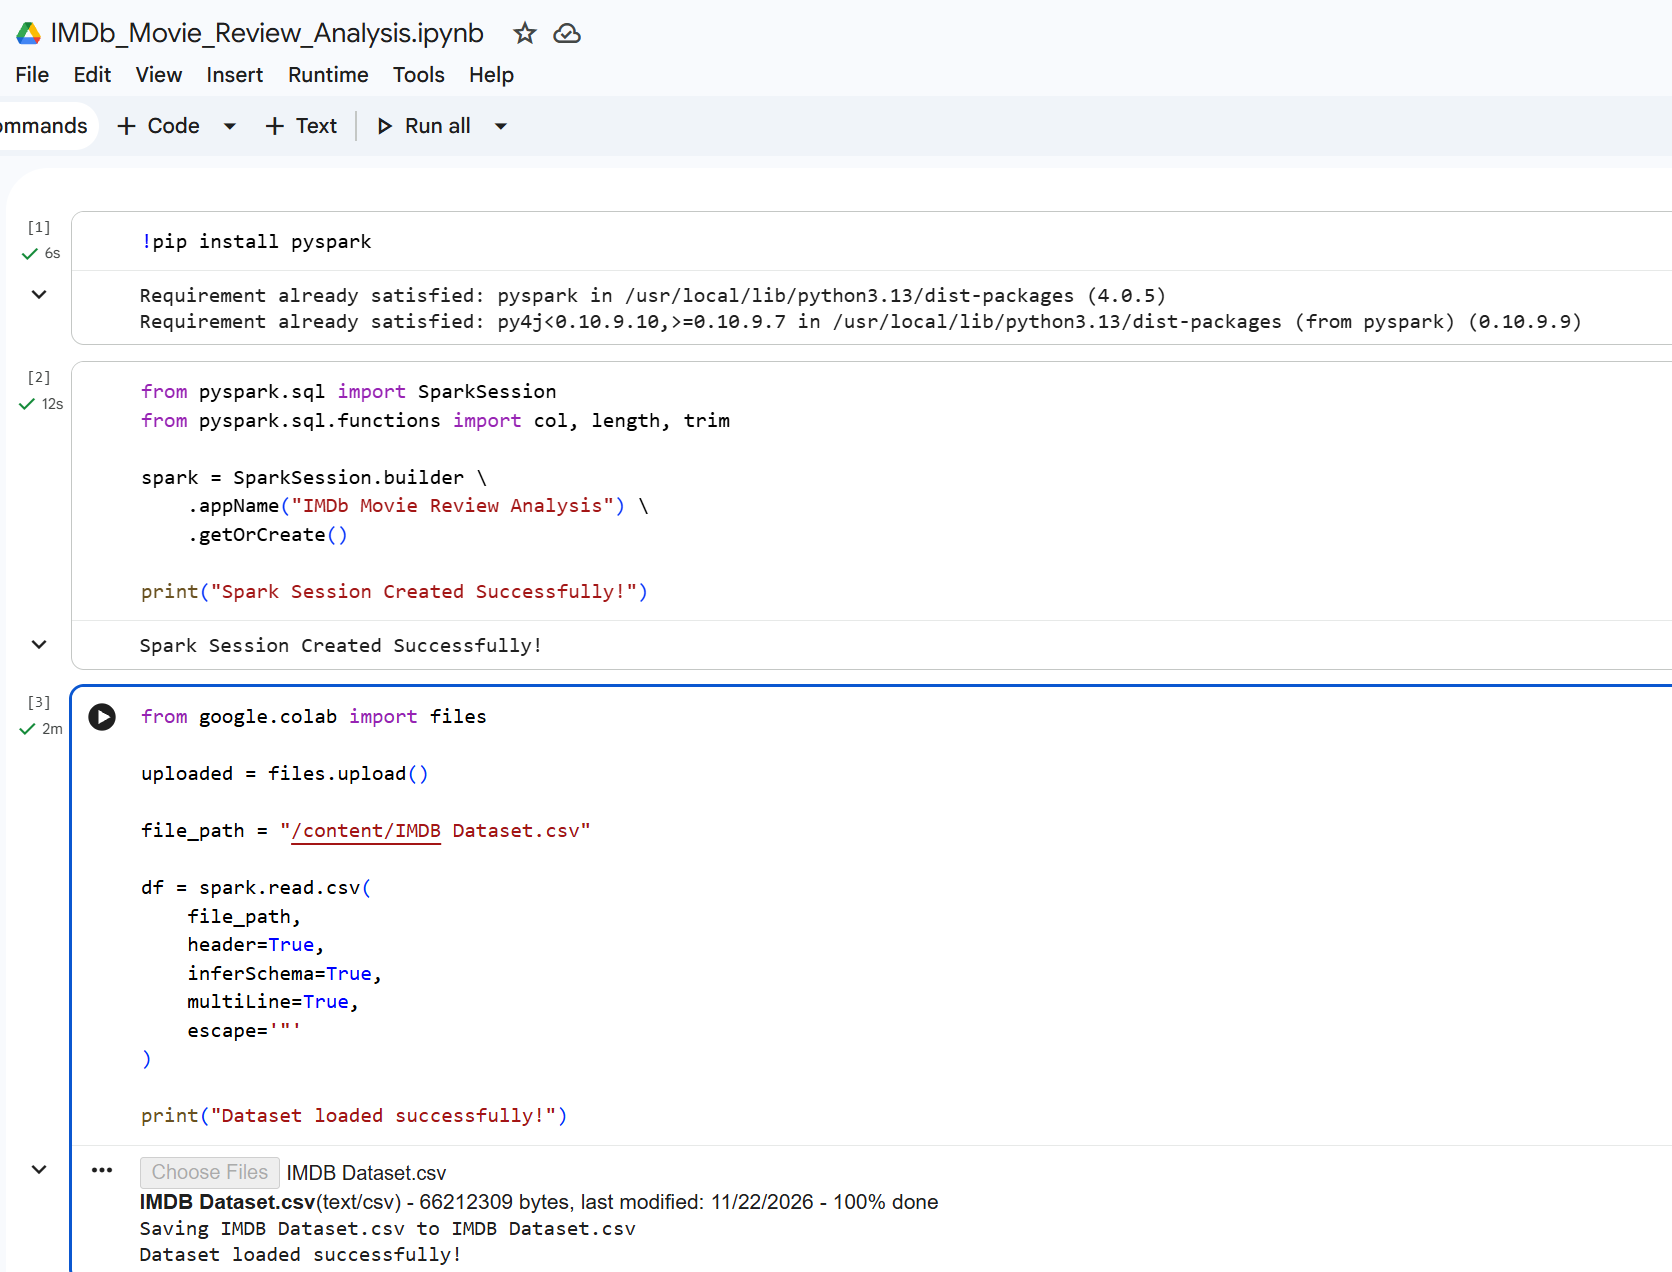 IMDb_Movie_Review_Analysis.ipynb
File Edit View Insert Runtime Tools Help
ommands + Code + Text Run all
[1]
6s
!pip install pyspark
Requirement already satisfied: pyspark in /usr/local/lib/python3.13/dist-packages (4.0.5)
Requirement already satisfied: py4j<0.10.9.10,>=0.10.9.7 in /usr/local/lib/python3.13/dist-packages (from pyspark) (0.10.9.9)
[2]
12s
from pyspark.sql import SparkSession
from pyspark.sql.functions import col, length, trim
spark = SparkSession.builder \
.appName("IMDb Movie Review Analysis") \
.getOrCreate()
print("Spark Session Created Successfully!")
Spark Session Created Successfully!
[3]
2m
from google.colab import files
uploaded = files.upload()
file_path = "/content/IMDB Dataset.csv"
df = spark.read.csv(
file_path,
header=True,
inferSchema=True,
multiLine=True,
escape='"'
)
print("Dataset loaded successfully!")
Choose Files IMDB Dataset.csv
IMDB Dataset.csv(text/csv) - 66212309 bytes, last modified: 11/22/2026 - 100% done
Saving IMDB Dataset.csv to IMDB Dataset.csv
Dataset loaded successfully!